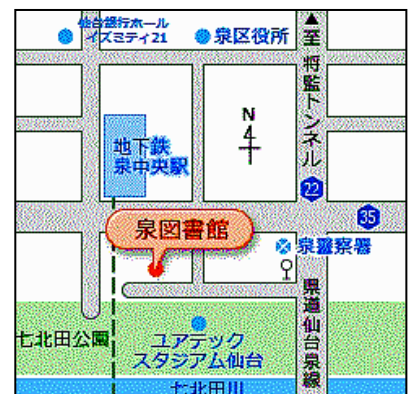 仙台銀行ホール
イズミティ21
泉区役所
▲至 将監トンネル
N
地下鉄
泉中央駅
22
35
泉図書館
泉警察署
県道仙台泉線
七北田公園
ユアテック
スタジアム仙台
七北田川